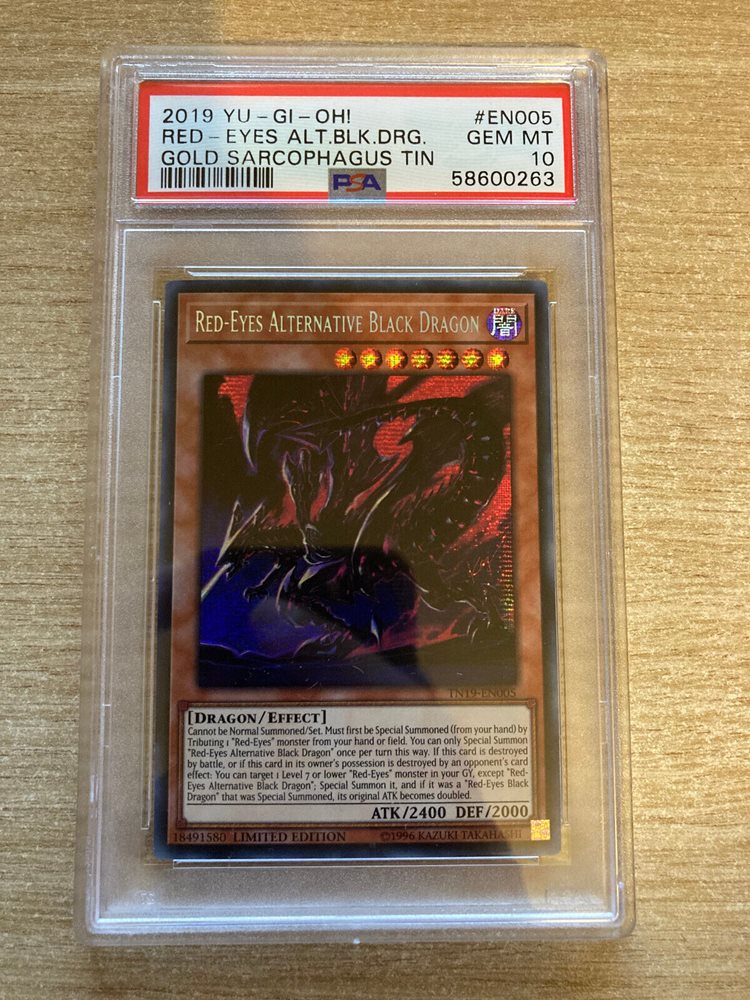 2019 YU-GI-OH! #EN005
RED-EYES ALT.BLK.DRG. GEM MT
GOLD SARCOPHAGUS TIN 10
PSA 58600263
RED-EYES ALTERNATIVE BLACK DRAGON DARK 闇
TN19-EN005
[DRAGON/EFFECT]
Cannot be Normal Summoned/Set. Must first be Special Summoned (from your hand) by
Tributing 1 "Red-Eyes" monster from your hand or field. You can only Special Summon
"Red-Eyes Alternative Black Dragon" once per turn this way. If this card is destroyed
by battle, or if this card in its owner's possession is destroyed by an opponent's card
effect: You can target 1 Level 7 or lower "Red-Eyes" monster in your GY, except "Red-
Eyes Alternative Black Dragon"; Special Summon it, and if it was a "Red-Eyes Black
Dragon" that was Special Summoned, its original ATK becomes doubled.
ATK/2400 DEF/2000
18491580 LIMITED EDITION ©1996 KAZUKI TAKAHASHI